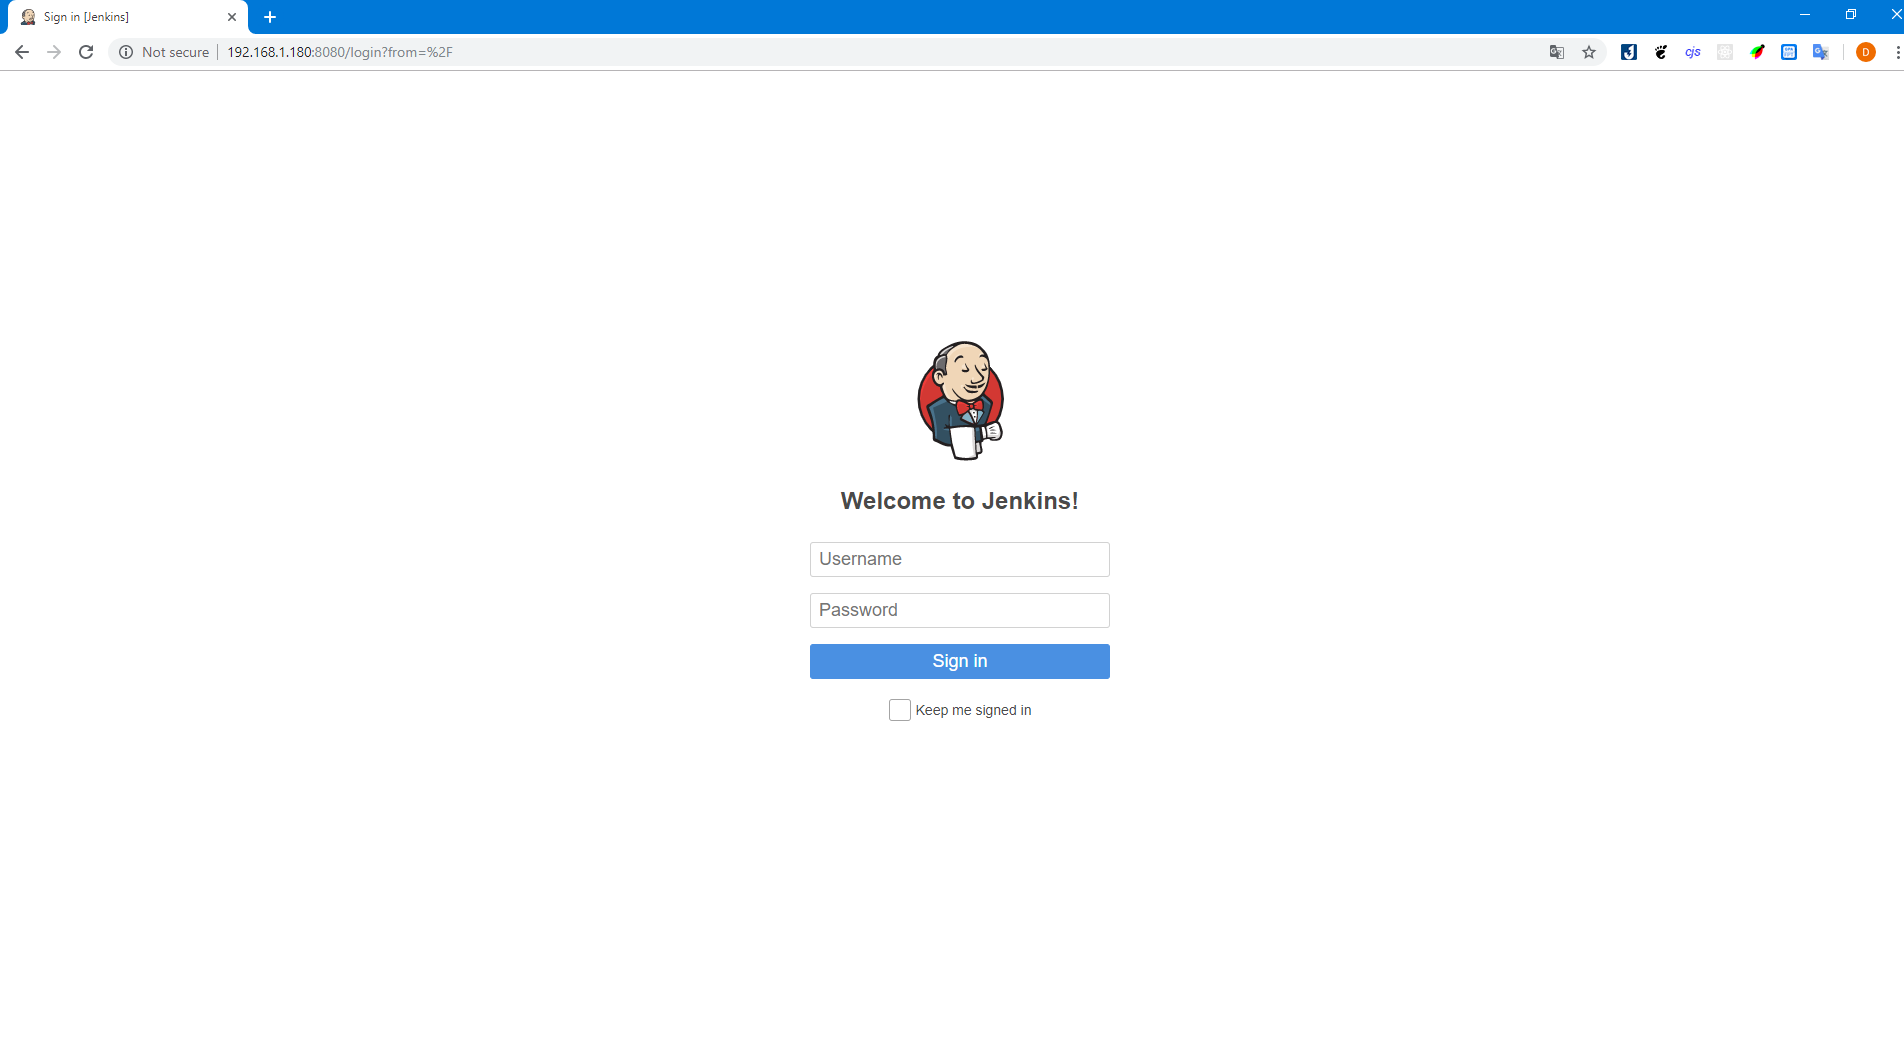 Sign in [Jenkins]
Not secure 192.168.1.180:8080/login?from=%2F
cjs
D
Welcome to Jenkins!
Username
Password
Sign in
Keep me signed in